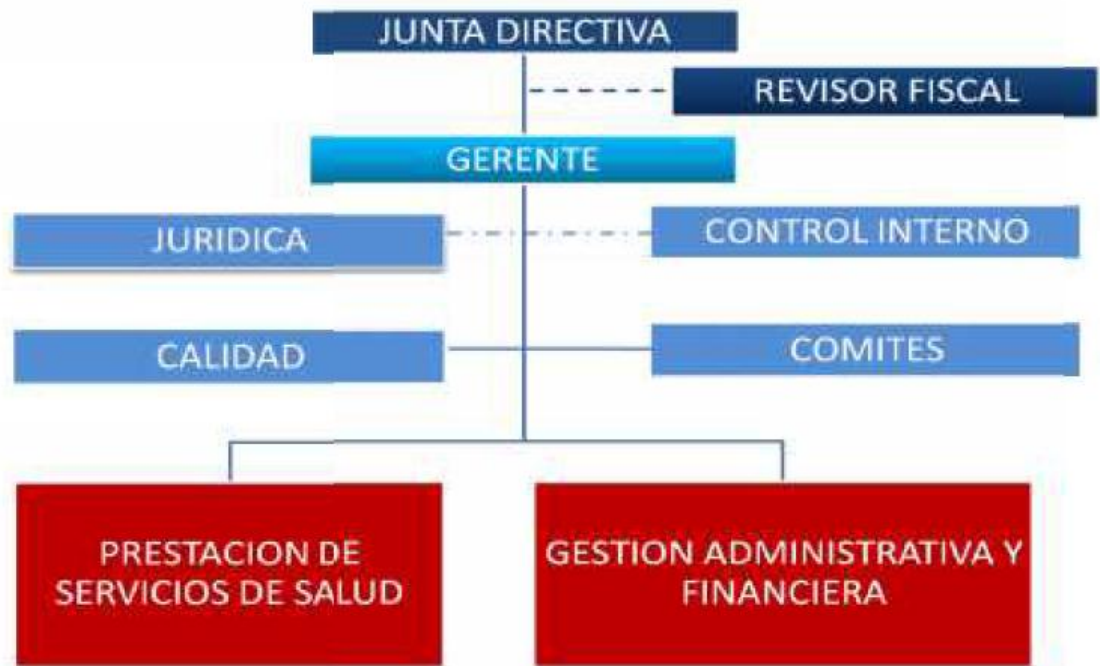 JUNTA DIRECTIVA
REVISOR FISCAL
GERENTE
JURIDICA
CONTROL INTERNO
CALIDAD
COMITES
PRESTACION DE
SERVICIOS DE SALUD
GESTION ADMINISTRATIVA Y
FINANCIERA